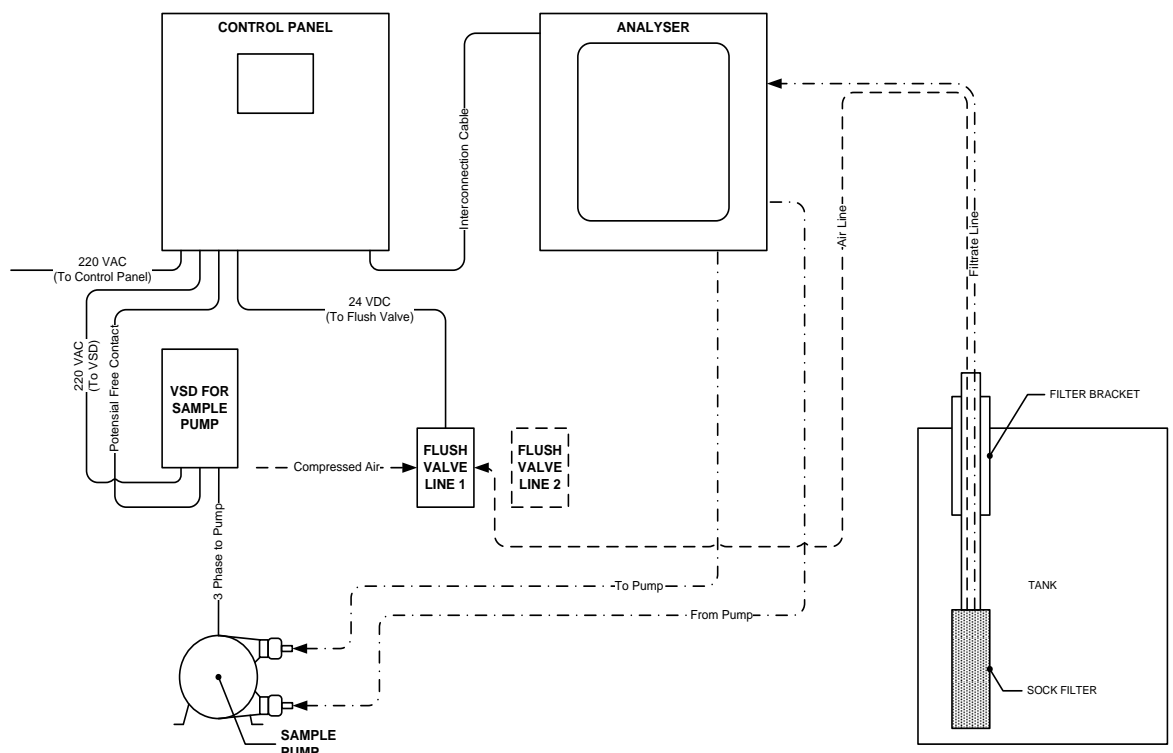 CONTROL PANEL
ANALYSER
Interconnection Cable
Air Line
Filtrate Line
220 VAC
(To Control Panel)
24 VDC
(To Flush Valve)
220 VAC
(To VSD)
Potensial Free Contact
VSD FOR
SAMPLE
PUMP
FILTER BRACKET
Compressed Air
FLUSH
VALVE
LINE 1
FLUSH
VALVE
LINE 2
3 Phase to Pump
To Pump
From Pump
TANK
SOCK FILTER
SAMPLE
PUMP